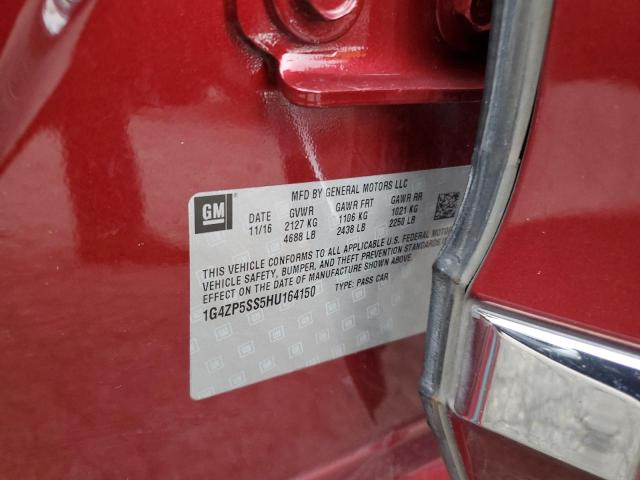 MFD BY GENERAL MOTORS LLC
GM DATE GVWR GAWR FRT GAWR RR
11/16 2127 KG 1106 KG 1021 KG
4688 LB 2438 LB 2250 LB
THIS VEHICLE CONFORMS TO ALL APPLICABLE U.S. FEDERAL MOTOR
VEHICLE SAFETY, BUMPER, AND THEFT PREVENTION STANDARDS
EFFECT ON THE DATE OF MANUFACTURE SHOWN ABOVE.
1G4ZP5SS5HU164150 TYPE: PASS CAR